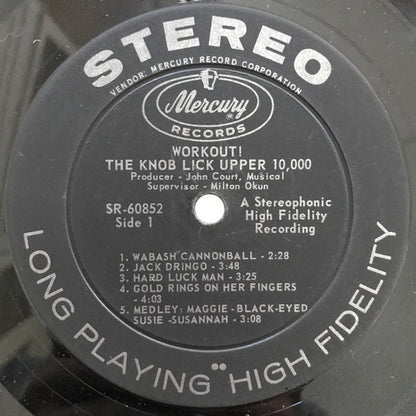 STEREO
VENDOR: MERCURY RECORD CORPORATION
Mercury
RECORDS
WORKOUT!
THE KNOB LICK UPPER 10,000
Producer - John Court, Musical
Supervisor - Milton Okun
SR-60852
Side 1
A Stereophonic
High Fidelity
Recording
1. WABASH CANNONBALL - 2:28
2. JACK DRINGO - 3:48
3. HARD LUCK MAN - 3:25
4. GOLD RINGS ON HER FINGERS
- 4:03
5. MEDLEY: MAGGIE - BLACK-EYED
SUSIE -SUSANNAH - 3:08
LONG PLAYING HIGH FIDELITY